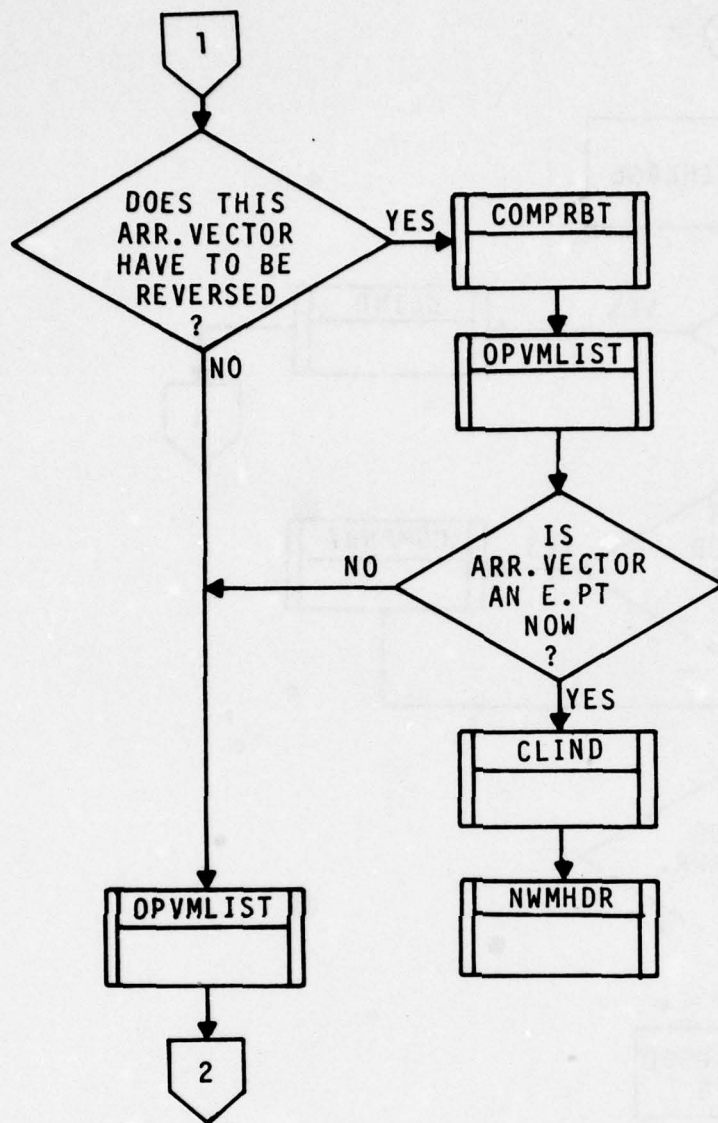 1
DOES THIS
ARR.VECTOR
HAVE TO BE
REVERSED
?
YES
COMPRBT
NO
OPVMLIST
IS
ARR.VECTOR
AN E.PT
NOW
?
NO
YES
CLIND
OPVMLIST
NWMHDR
2